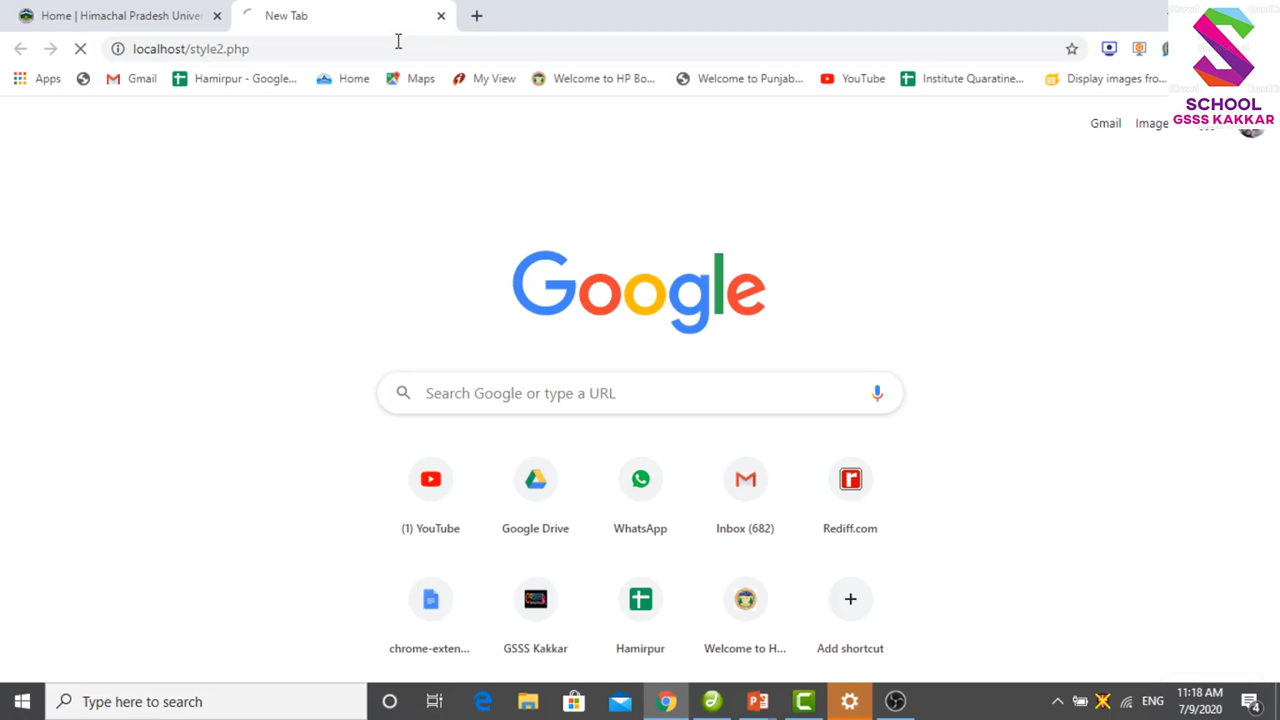 Home | Himachal Pradesh Univer
New Tab
localhost/style2.php
Apps
Gmail
Hamirpur - Google...
Home
Maps
My View
Welcome to HP Bo...
Welcome to Punjab...
YouTube
Institute Quaratine...
Display images fro...
SCHOOL
GSSS KAKKAR
Gmail
Image
Google
Search Google or type a URL
(1) YouTube
Google Drive
WhatsApp
Inbox (682)
Rediff.com
chrome-exten...
GSSS Kakkar
Hamirpur
Welcome to H...
Add shortcut
Type here to search
ENG
11:18 AM
7/9/2020
4